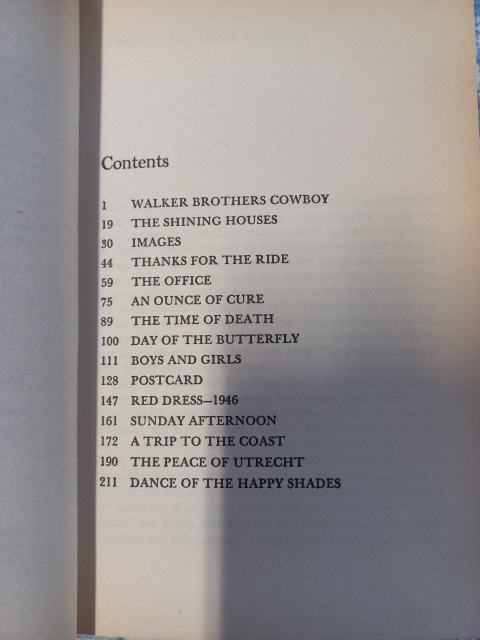 Contents
1 WALKER BROTHERS COWBOY
19 THE SHINING HOUSES
30 IMAGES
44 THANKS FOR THE RIDE
59 THE OFFICE
75 AN OUNCE OF CURE
89 THE TIME OF DEATH
100 DAY OF THE BUTTERFLY
111 BOYS AND GIRLS
128 POSTCARD
147 RED DRESS—1946
161 SUNDAY AFTERNOON
172 A TRIP TO THE COAST
190 THE PEACE OF UTRECHT
211 DANCE OF THE HAPPY SHADES